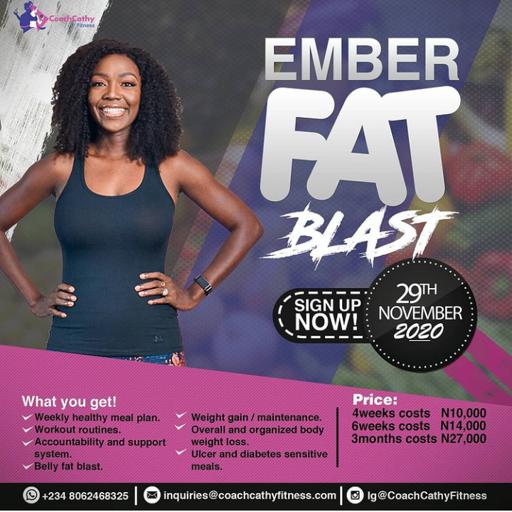 CoachCathy
Fitness
EMBER
FAT
BLAST
SIGN UP
NOW!
29TH
NOVEMBER
2020
What you get!
Weekly healthy meal plan.
Workout routines.
Accountability and support
system.
Belly fat blast.
Weight gain / maintenance.
Overall and organized body
weight loss.
Ulcer and diabetes sensitive
meals.
Price:
4weeks costs N10,000
6weeks costs N14,000
3months costs N27,000
+234 8062468325
inquiries@coachcathyfitness.com
Ig@CoachCathyFitness